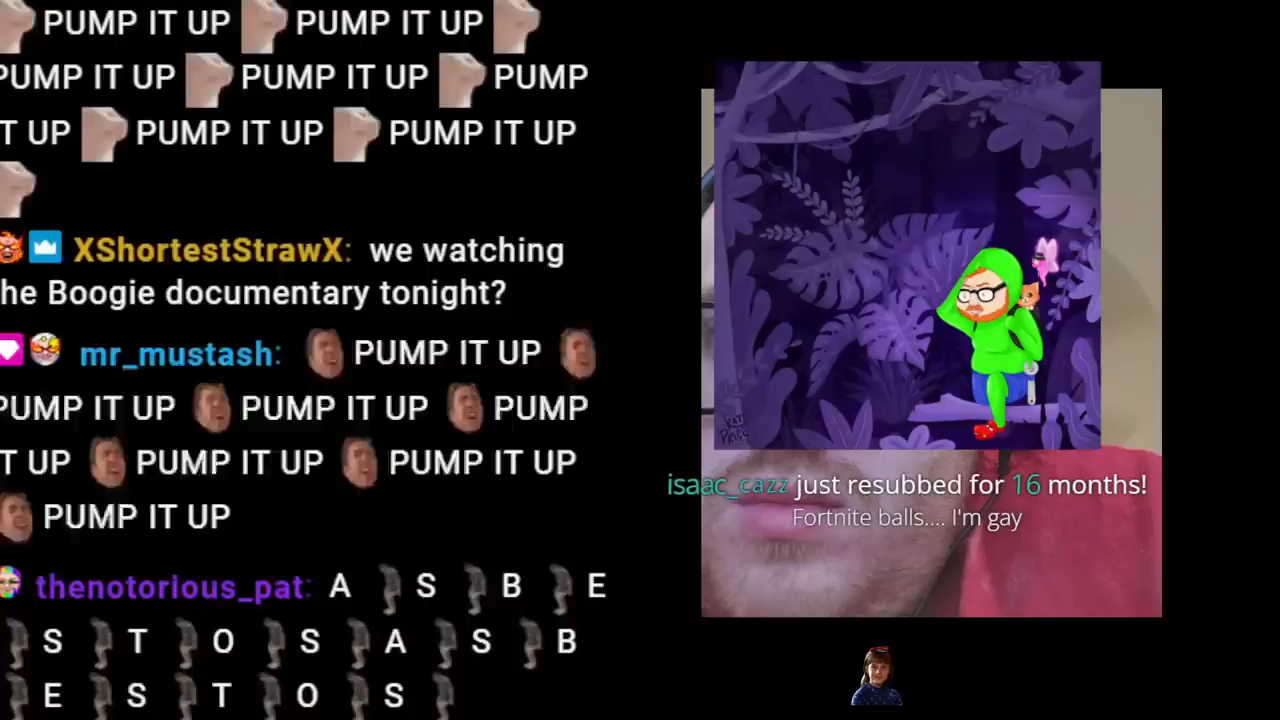 PUMP IT UP PUMP IT UP
PUMP IT UP PUMP IT UP PUMP
T UP PUMP IT UP PUMP IT UP
XShortestStrawX: we watching
he Boogie documentary tonight?
mr_mustash: PUMP IT UP
PUMP IT UP PUMP IT UP PUMP
T UP PUMP IT UP PUMP IT UP
PUMP IT UP
thenotorious_pat: A S B E
S T O S A S B
E S T O S
isaac_cazz just resubbed for 16 months!
Fortnite balls.... I'm gay